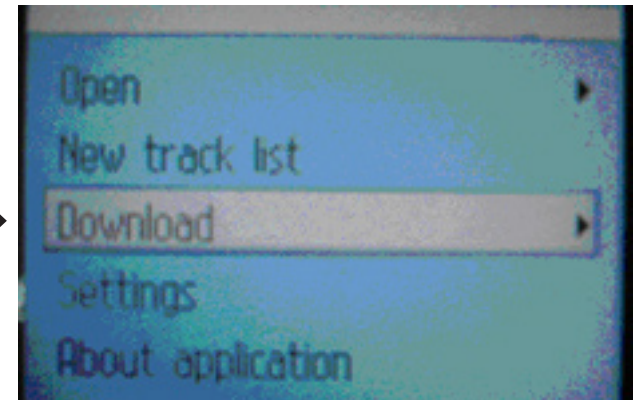 Open
New track list
Download
Settings
About application